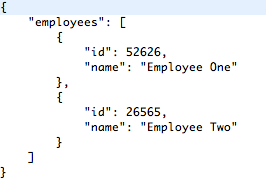 {
    "employees": [
        {
            "id": 52626,
            "name": "Employee One"
        },
        {
            "id": 26565,
            "name": "Employee Two"
        }
    ]
}